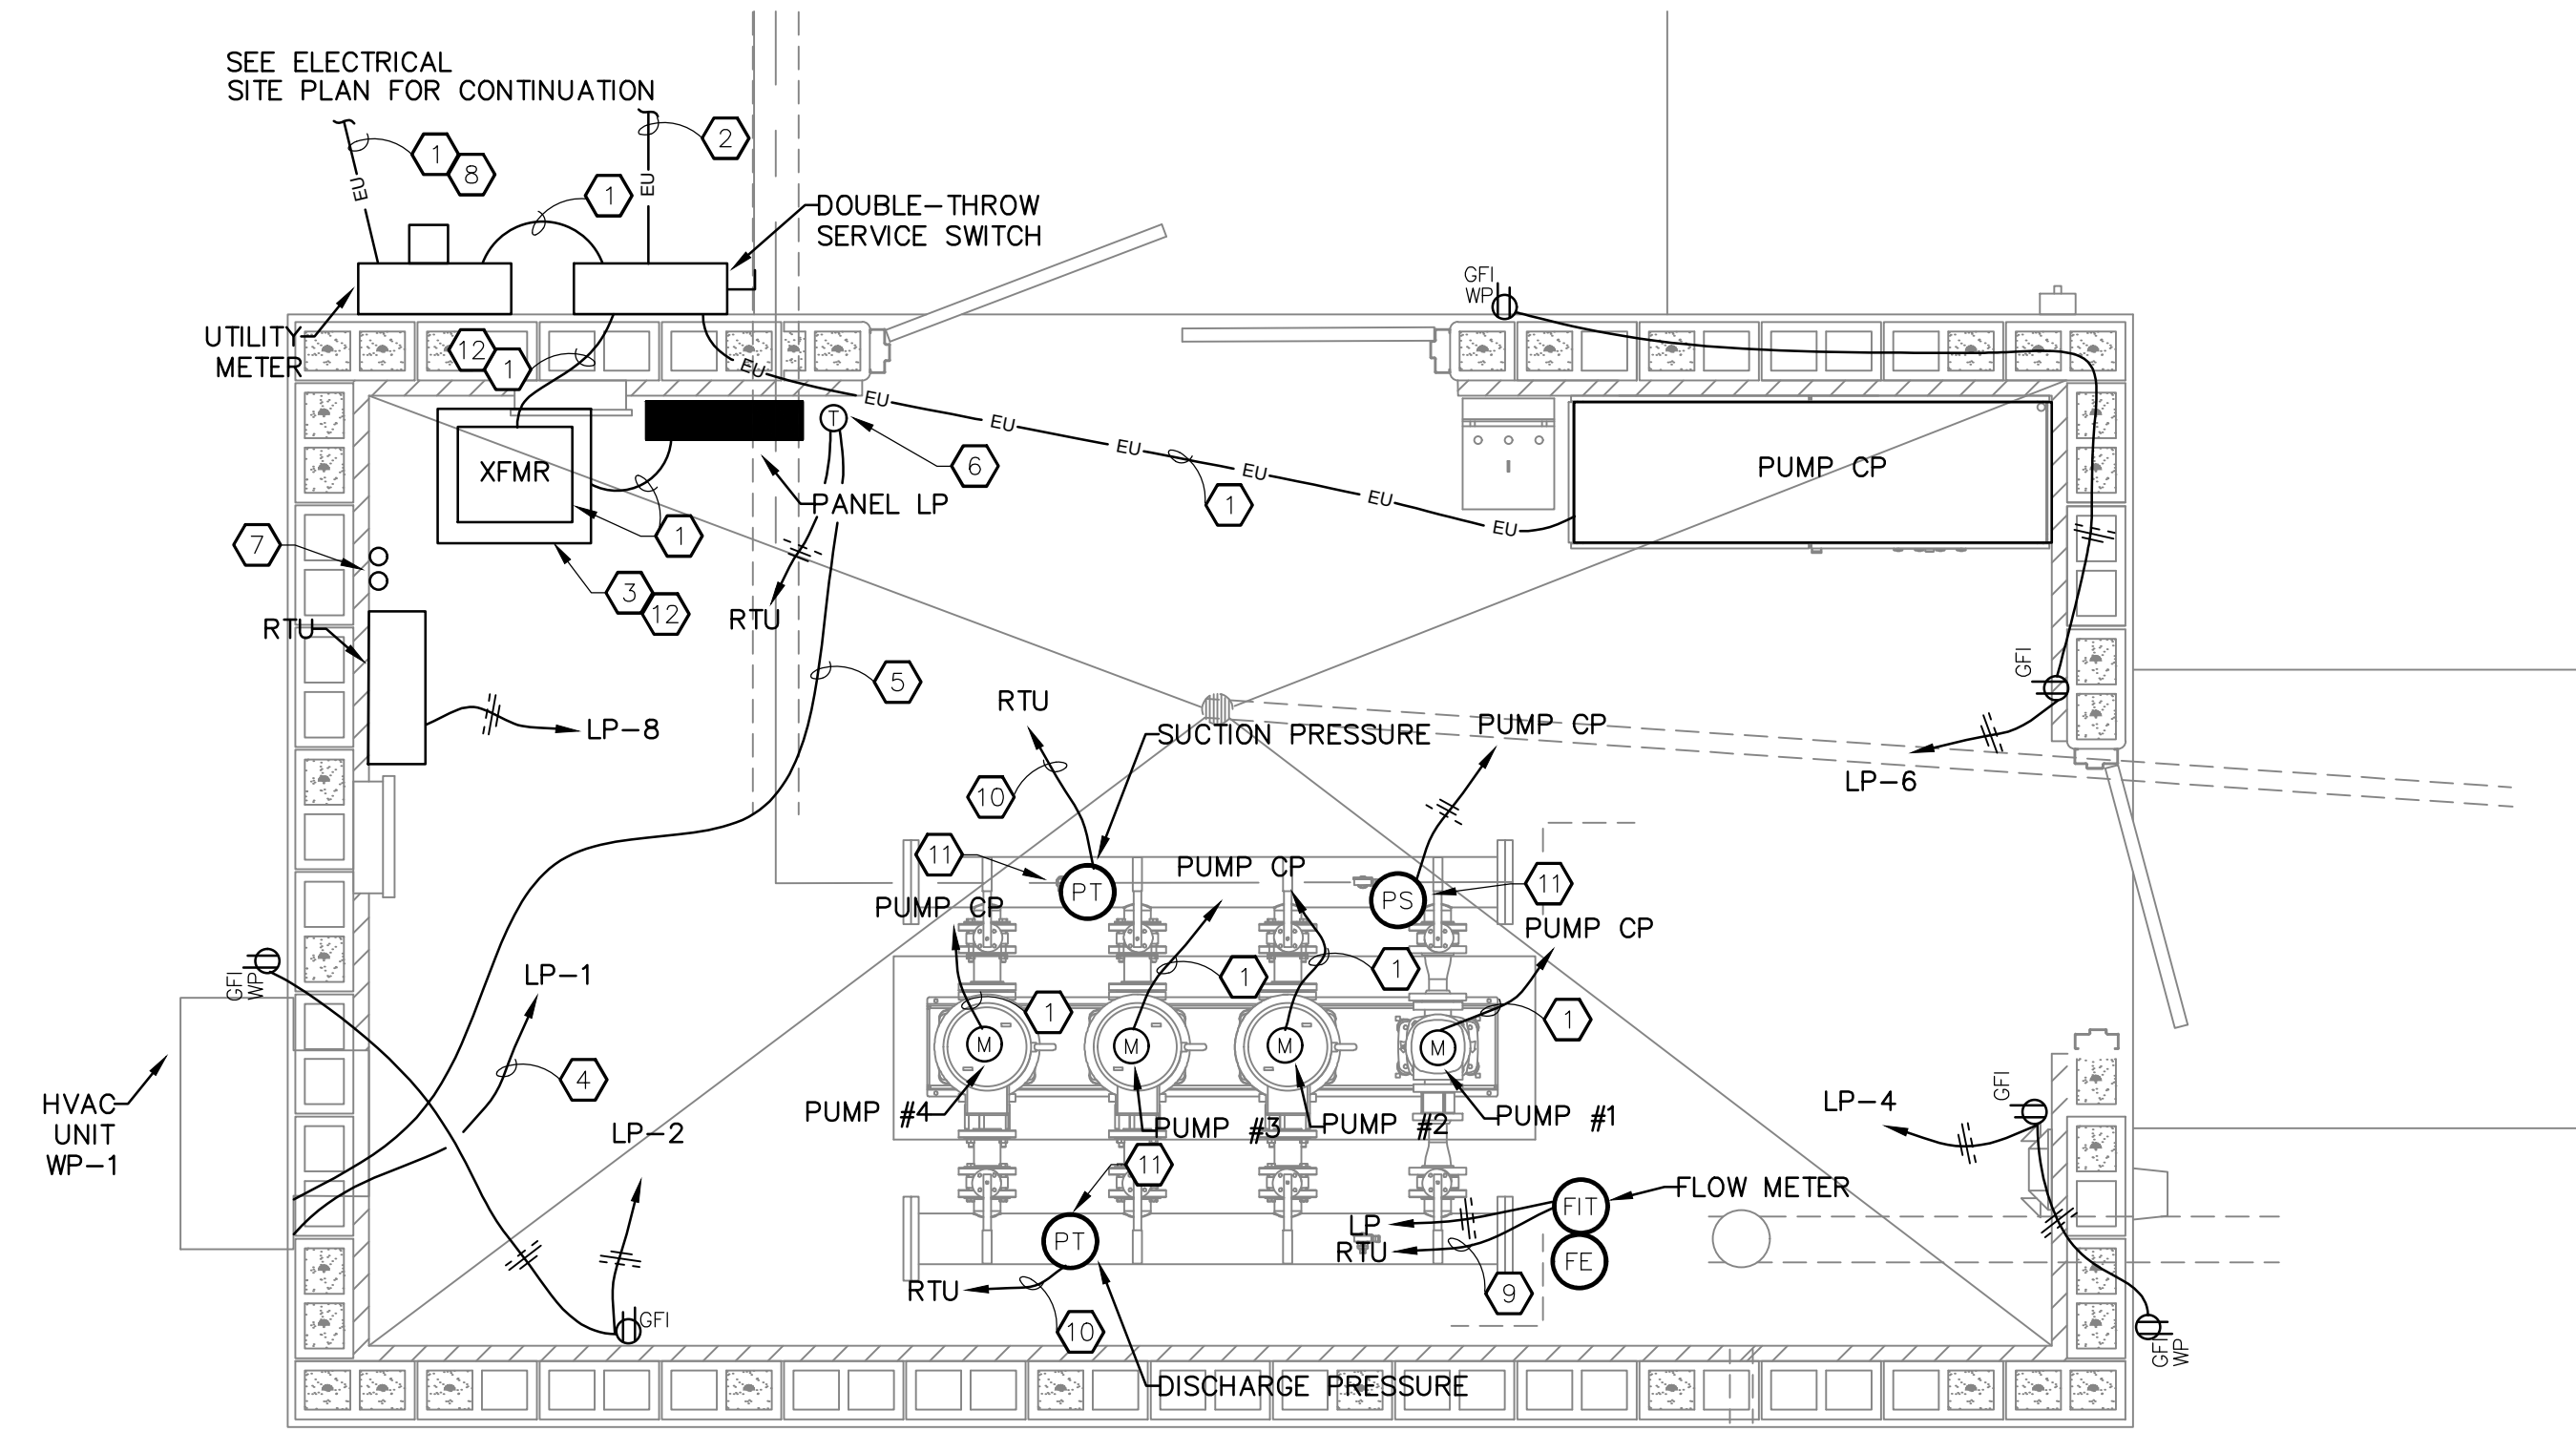 SEE ELECTRICAL
SITE PLAN FOR CONTINUATION
2
1
8
1
EU
EU
DOUBLE-THROW
SERVICE SWITCH
GFI
WP
UTILITY
METER
12
1
EU
EU
EU
EU
EU
EU
EU
T
6
XFMR
PANEL LP
1
1
PUMP CP
7
3
12
RTU
RTU
5
GFI
LP-8
RTU
SUCTION PRESSURE
PUMP CP
LP-6
10
11
PT
PUMP CP
PS
11
PUMP CP
PUMP CP
GFI
WP
LP-1
1
1
1
1
M
M
M
M
4
HVAC
UNIT
WP-1
PUMP #4
PUMP #3
PUMP #2
PUMP #1
LP-4
GFI
LP-2
11
FLOW METER
FIT
LP
RTU
PT
FE
9
RTU
10
GFI
GFI
WP
DISCHARGE PRESSURE